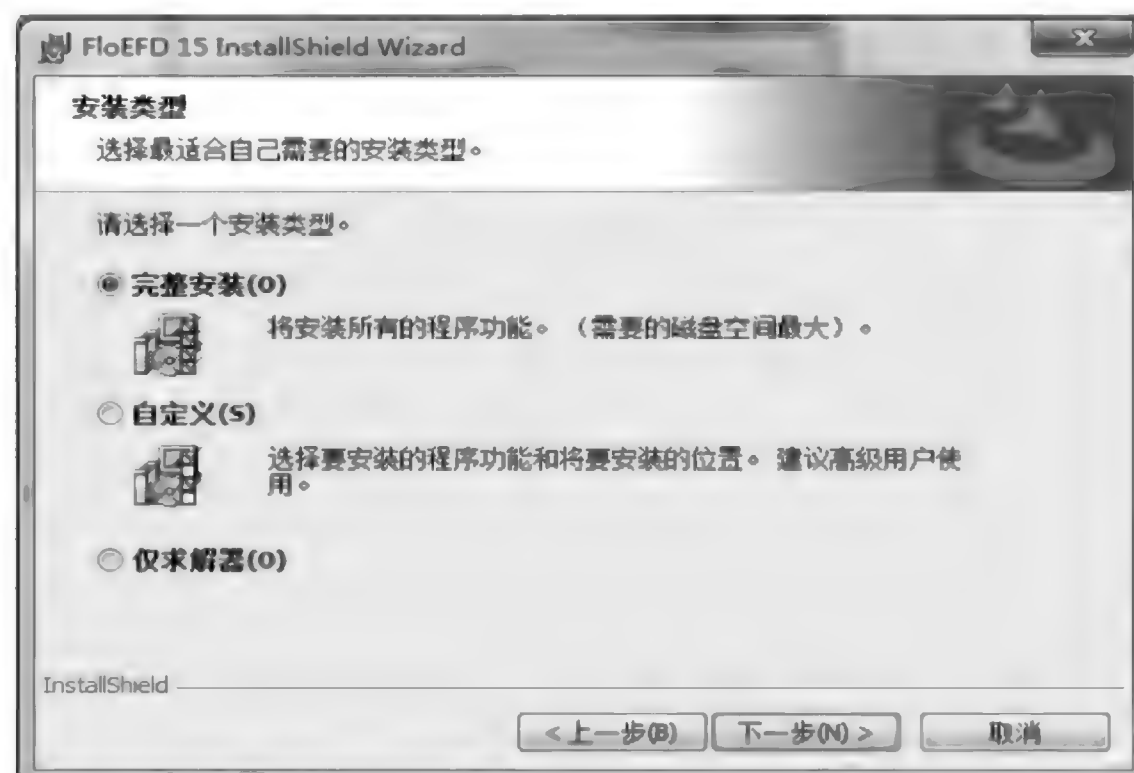 FloEFD 15 InstallShield Wizard
安装类型
选择最适合自己需要的安装类型。
请选择一个安装类型。
完整安装(O)
将安装所有的程序功能。（需要的磁盘空间最大）。
自定义(S)
选择要安装的程序功能和将要安装的位置。建议高级用户使
用。
仅求解器(O)
InstallShield
<上一步(B) 下一步(N)> 取消